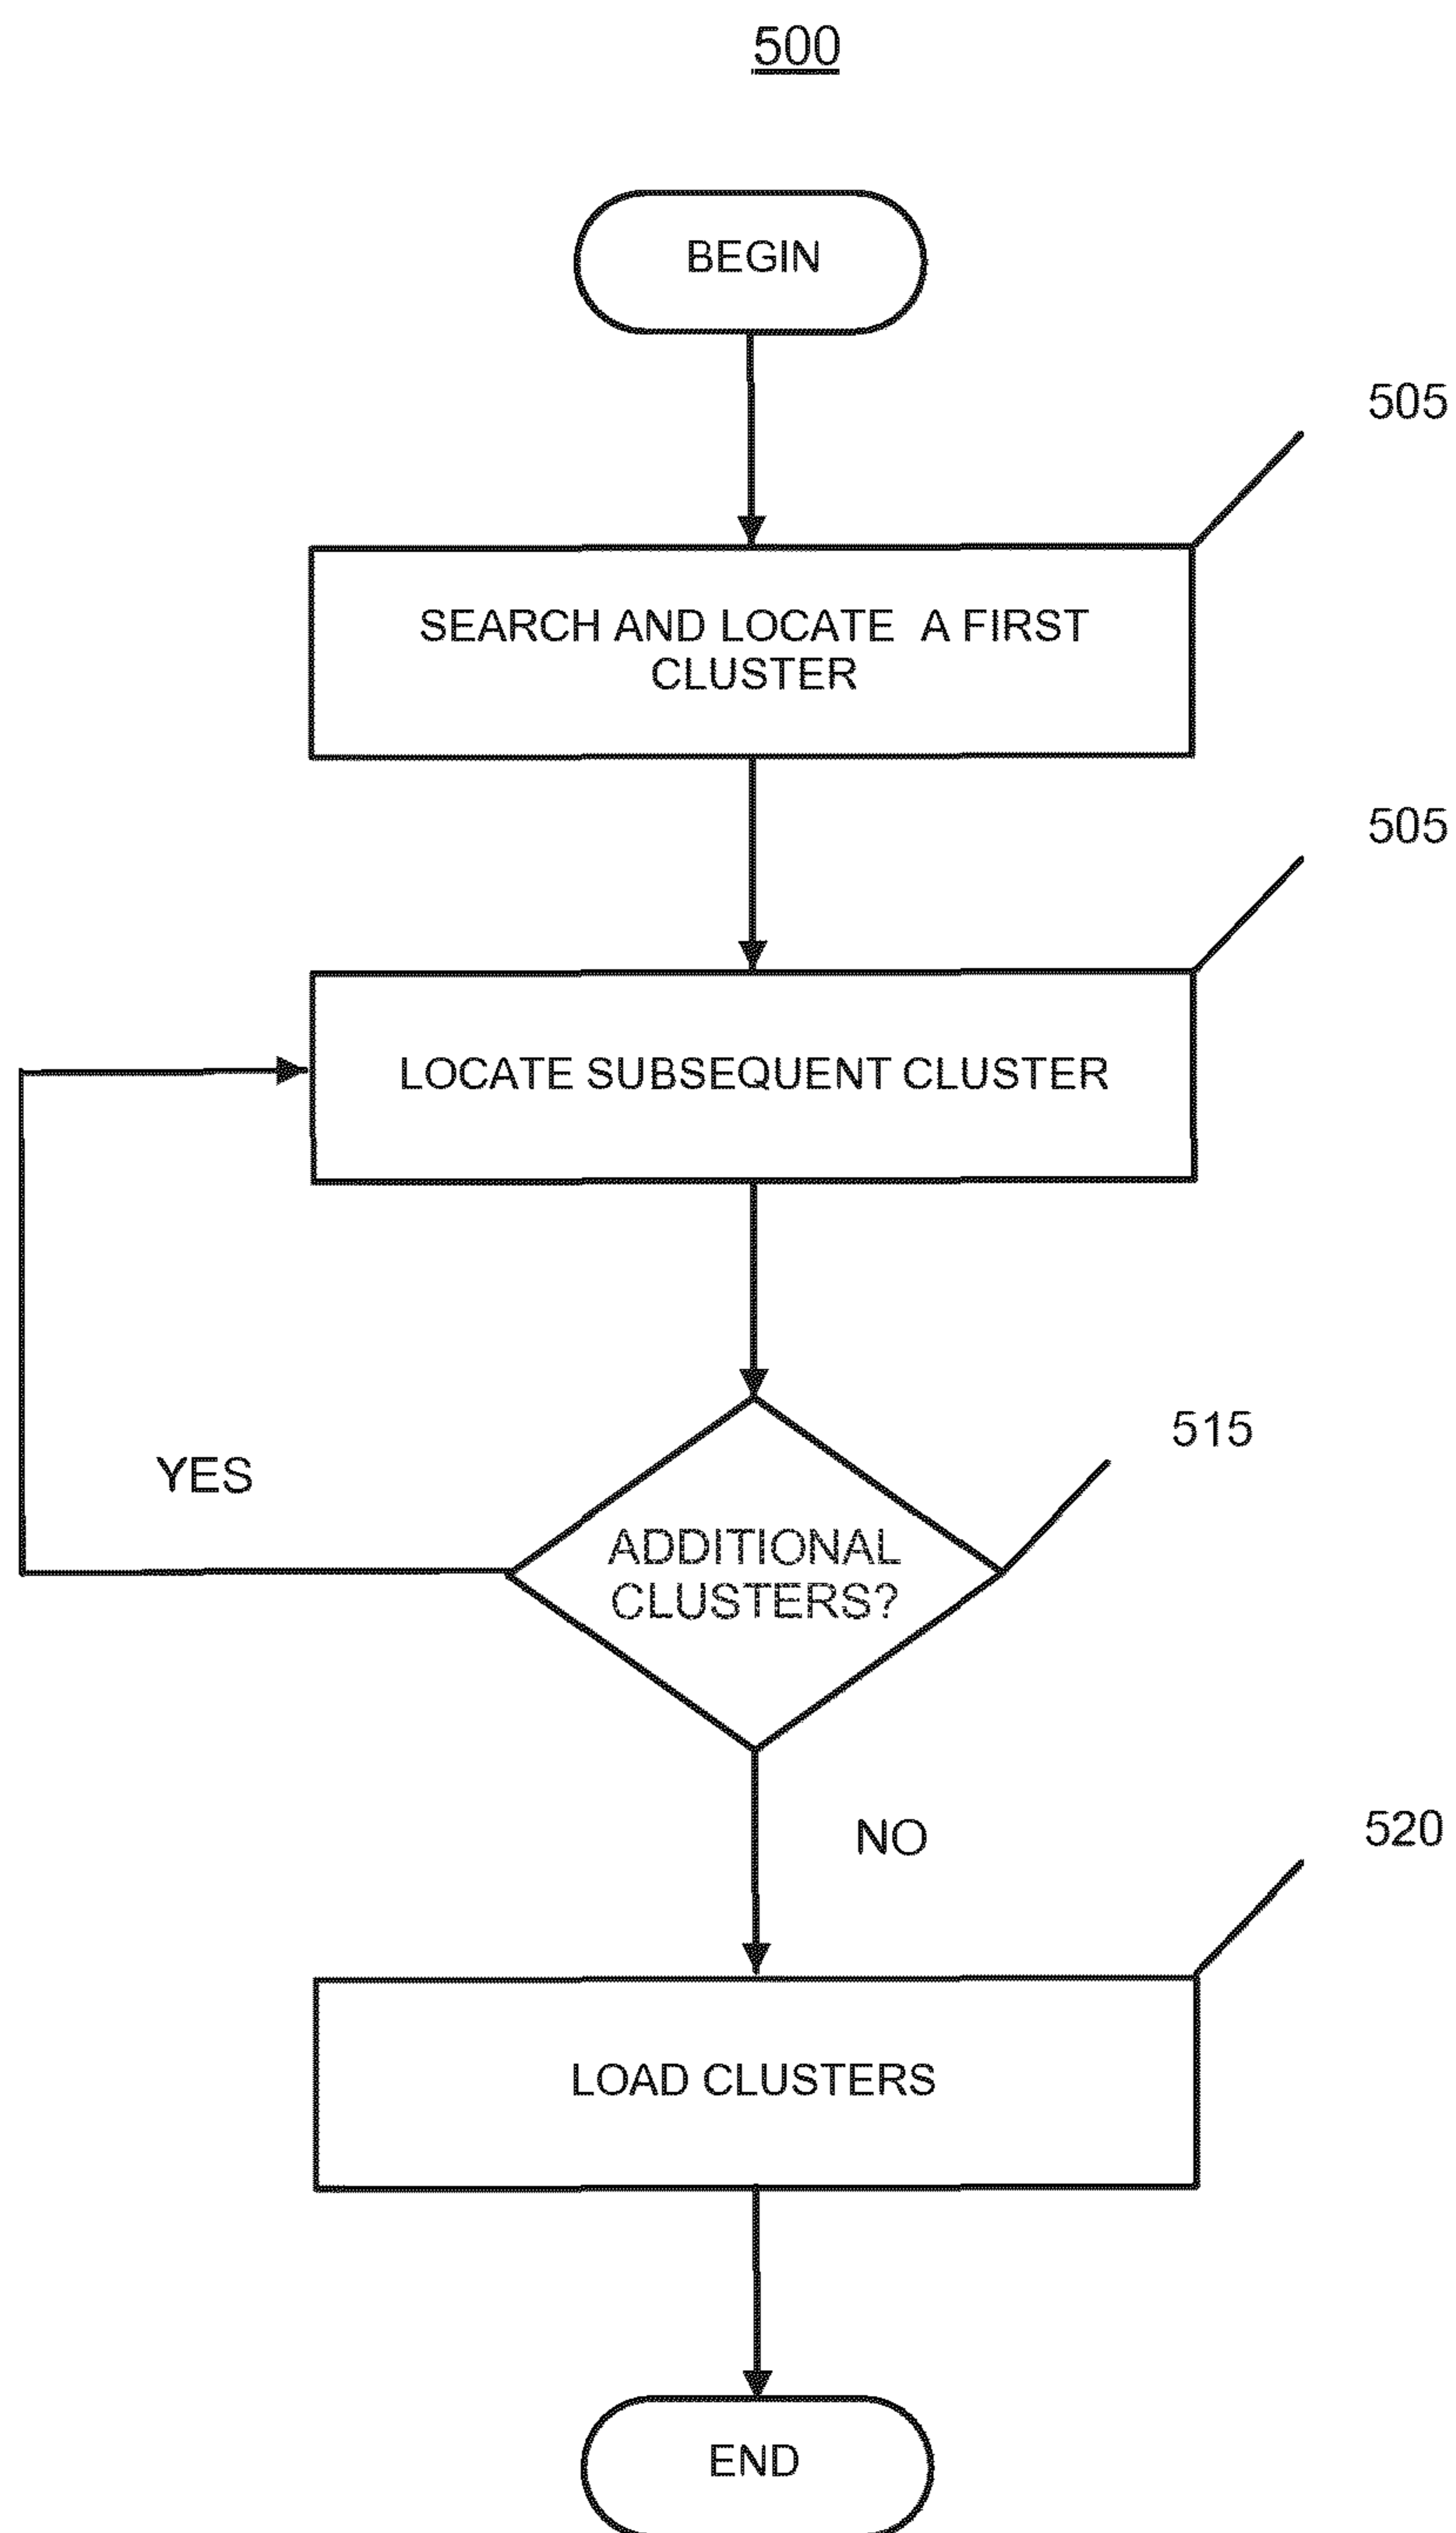 500
BEGIN
505
SEARCH AND LOCATE A FIRST
CLUSTER
505
LOCATE SUBSEQUENT CLUSTER
515
YES
ADDITIONAL
CLUSTERS?
NO
520
LOAD CLUSTERS
END